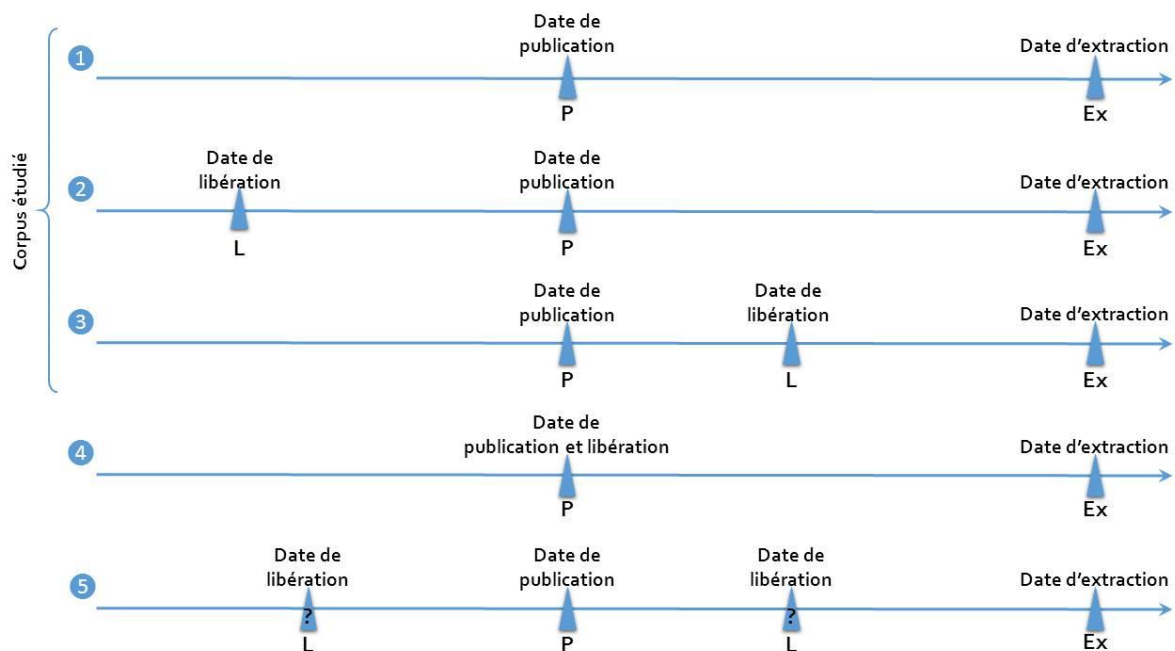 Corpus étudié
1
Date de
publication
Date d'extraction
P
Ex
2
Date de
libération
Date de
publication
Date d'extraction
L
P
Ex
3
Date de
publication
Date de
libération
Date d'extraction
P
L
Ex
4
Date de
publication et libération
Date d'extraction
P
Ex
5
Date de
libération
Date de
publication
Date de
libération
Date d'extraction
?
?
L
P
L
Ex